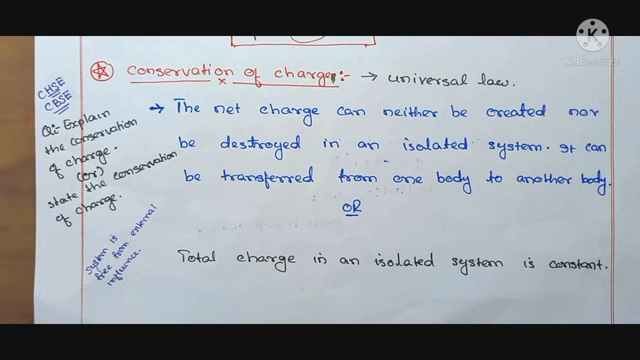 K
KINEMASTER
Conservation of charge:- → universal law.
→ The net charge can neither be created nor
be destroyed in an isolated system. It can
be transferred from one body to another body.
OR
Total charge in an isolated system is constant.
CHSE
CBSE
Q:- Explain
the conservation
of charge.
(or)
state the conservation
of charge.
System is
free from external
influence.